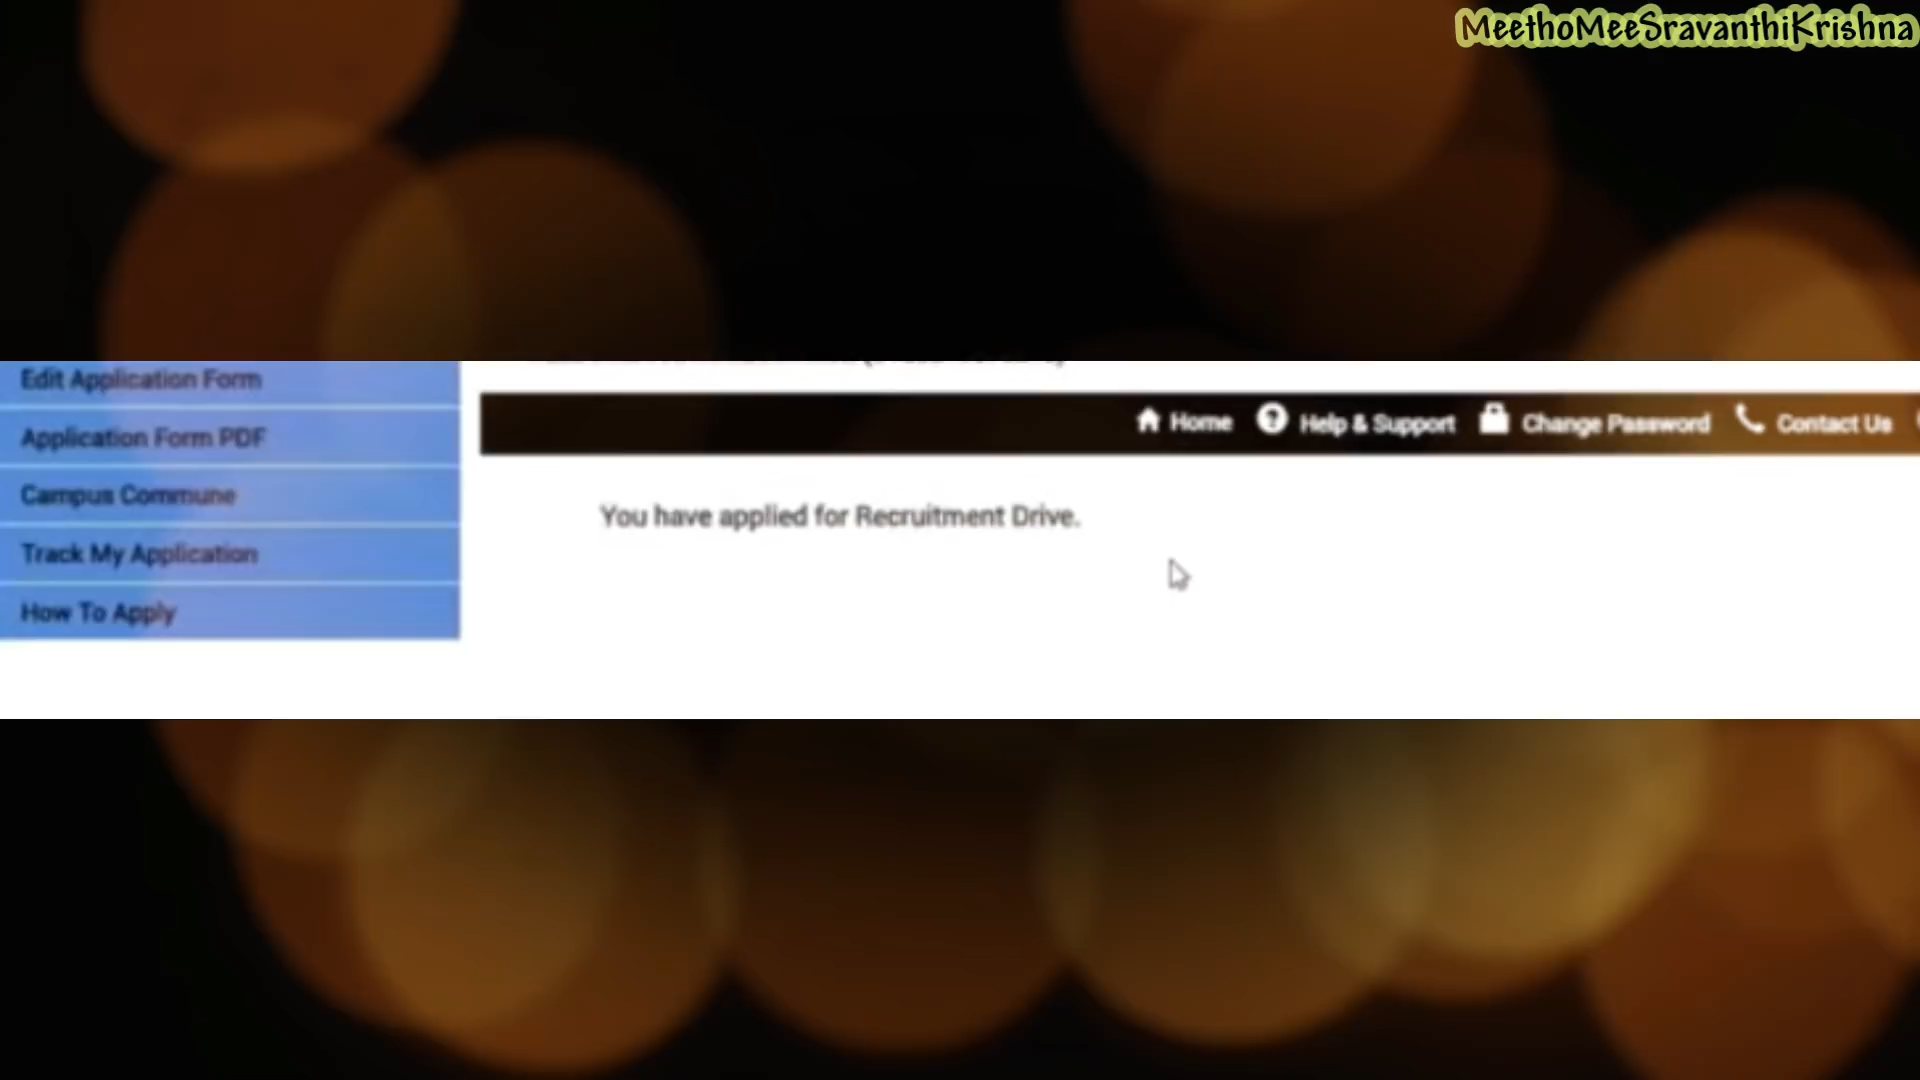 MeethoMeeSravanthiKrishna
Edit Application Form
Application Form PDF
Campus Commune
Track My Application
How To Apply
Home
Help & Support
Change Password
Contact Us
You have applied for Recruitment Drive.